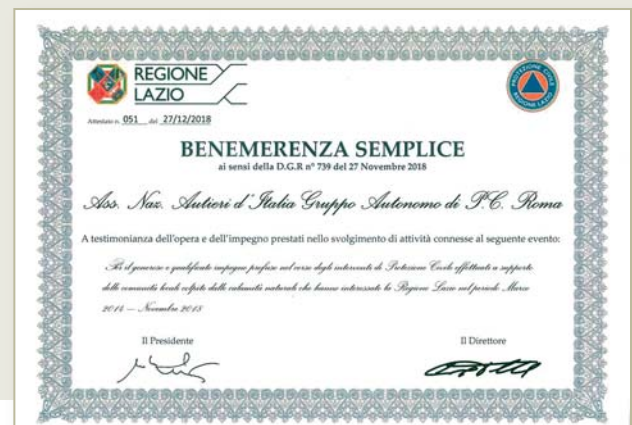 REGIONE
LAZIO
PROTEZIONE CIVILE
REGIONE LAZIO
Attestato n. 051 del 27/12/2018
BENEMERENZA SEMPLICE
ai sensi della D.G.R n° 739 del 27 Novembre 2018
Ass. Naz. Autieri d'Italia Gruppo Autonomo di P.C. Roma
A testimonianza dell'opera e dell'impegno prestati nello svolgimento di attività connesse al seguente evento:
Per il generoso e qualificato impegno profuso nel corso degli interventi di Protezione Civile effettuati a supporto
delle comunità locali colpite dalle calamità naturali che hanno interessato la Regione Lazio nel periodo Marzo
2014 – Novembre 2018
Il Presidente
Il Direttore